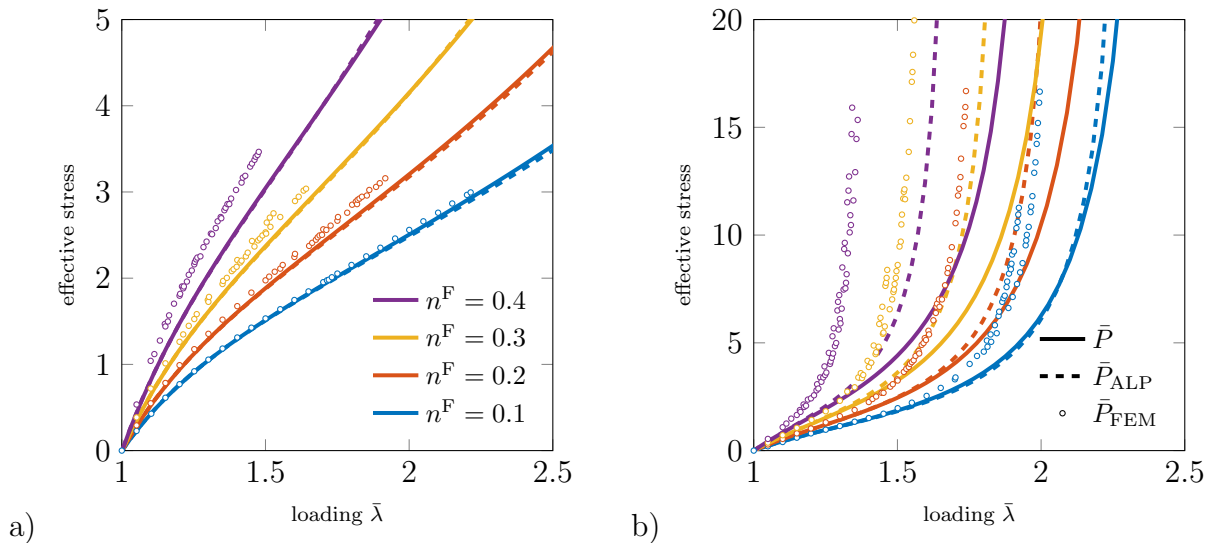 5
4
3
2
1
0
effective stress
1
1.5
2
2.5
loading λ̄
n^F = 0.4
n^F = 0.3
n^F = 0.2
n^F = 0.1
a)
20
15
10
5
0
effective stress
1
1.5
2
2.5
loading λ̄
P̄
P̄_ALP
P̄_FEM
b)